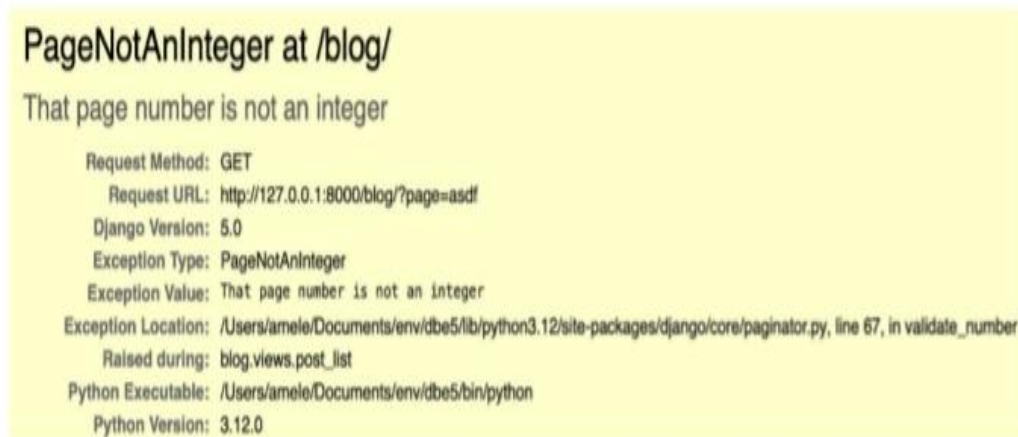 PageNotAnInteger at /blog/
That page number is not an integer
Request Method: GET
Request URL: http://127.0.0.1:8000/blog/?page=asdf
Django Version: 5.0
Exception Type: PageNotAnInteger
Exception Value: That page number is not an integer
Exception Location: /Users/amele/Documents/env/dbe5/lib/python3.12/site-packages/django/core/paginator.py, line 67, in validate_number
Raised during: blog.views.post_list
Python Executable: /Users/amele/Documents/env/dbe5/bin/python
Python Version: 3.12.0